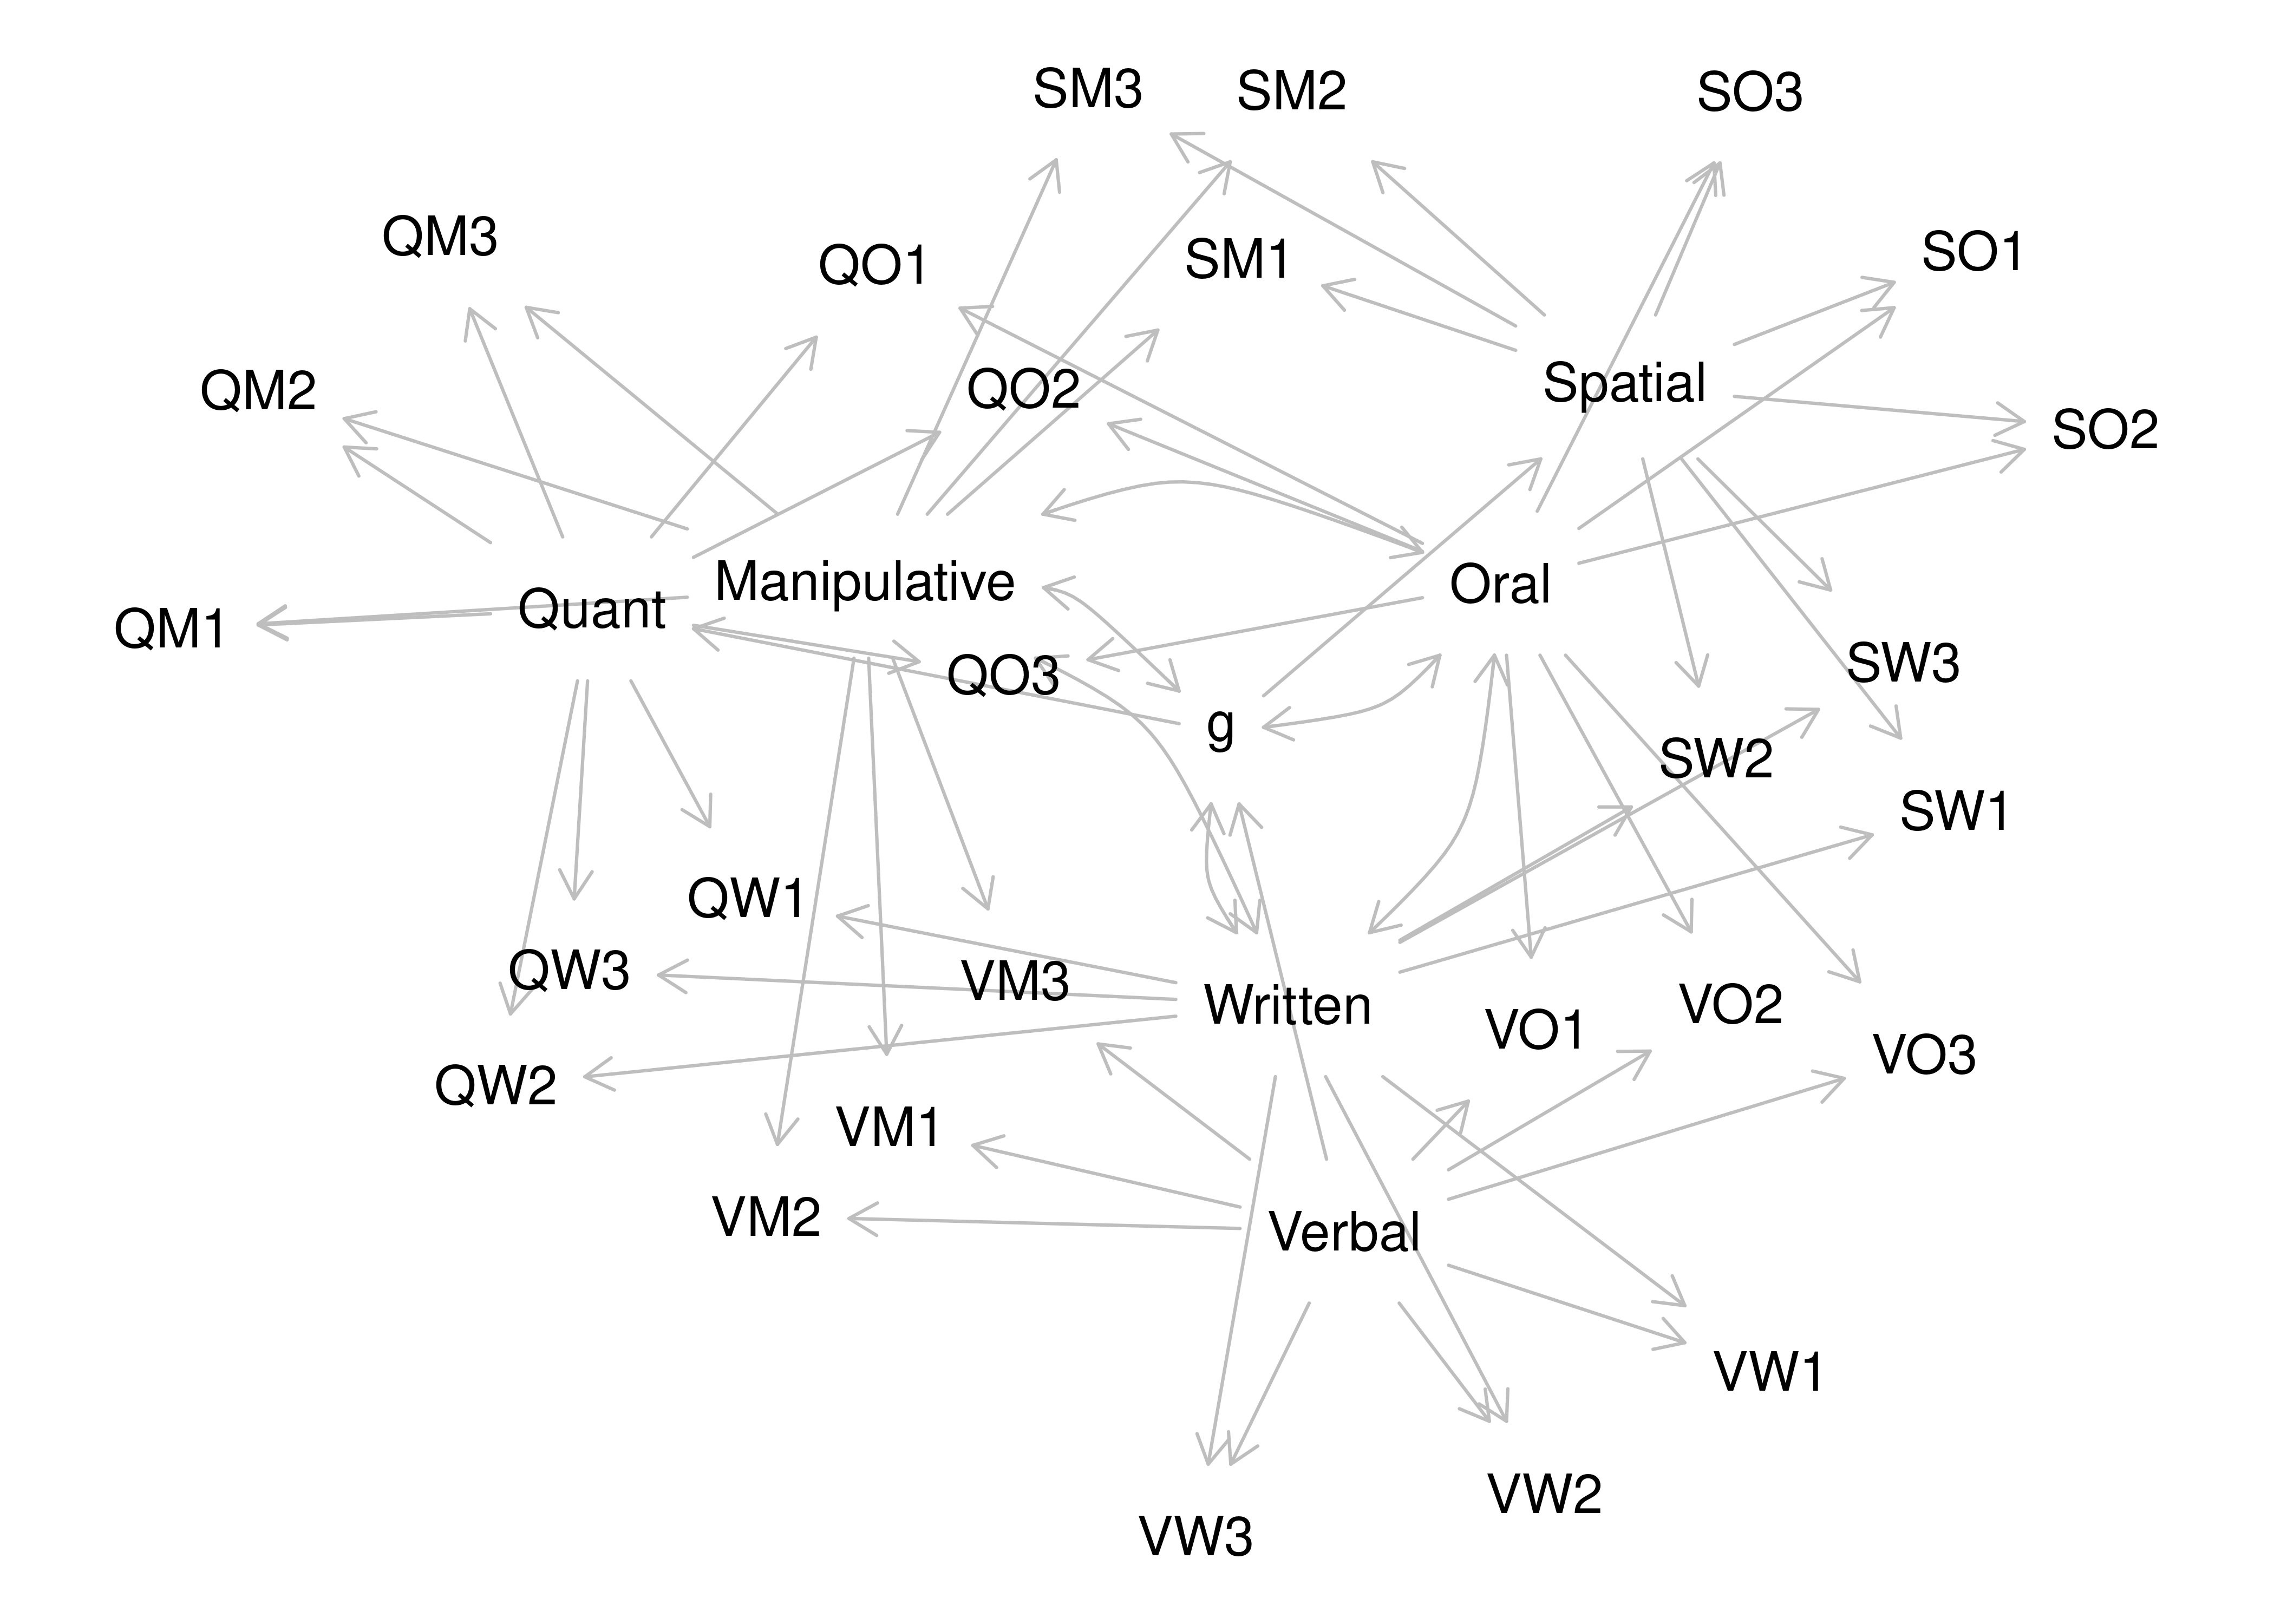 SM3
SM2
SO3
QM3
QO1
SM1
SO1
QM2
QO2
Spatial
SO2
QM1
Quant
Manipulative
Oral
QO3
g
SW3
SW2
SW1
QW1
QW3
VM3
Written
VO1
VO2
VO3
QW2
VM1
VM2
Verbal
VW1
VW2
VW3